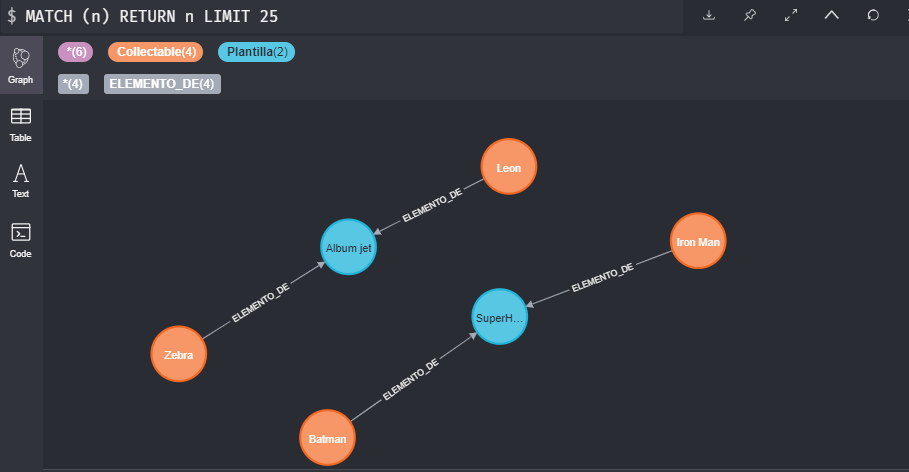 $ MATCH (n) RETURN n LIMIT 25
*(6) Collectable(4) Plantilla(2)
*(4) ELEMENTO_DE(4)
Graph
Table
Text
Code
Leon
ELEMENTO_DE
Album jet
Iron Man
ELEMENTO_DE
ELEMENTO_DE
SuperH...
Zebra
ELEMENTO_DE
Batman